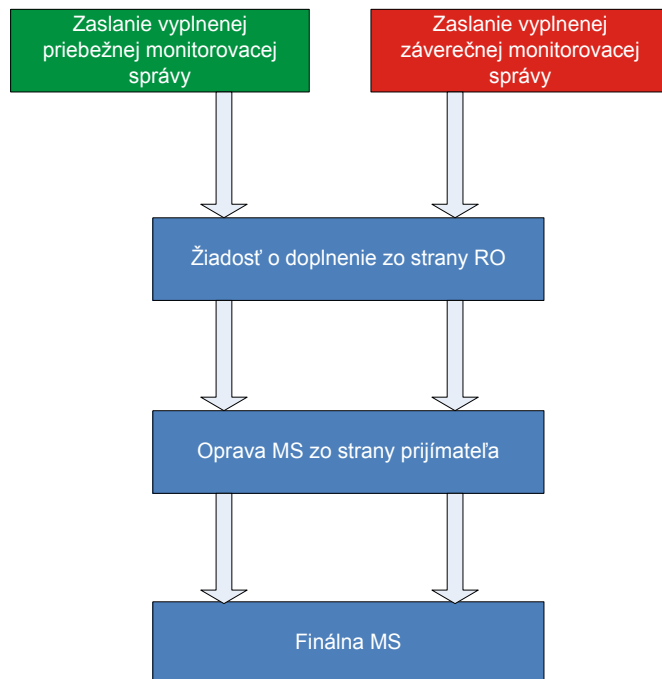 Zaslanie vyplnenej
priebežnej monitorovacej
správy
Zaslanie vyplnenej
záverečnej monitorovacej
správy
Žiadosť o doplnenie zo strany RO
Oprava MS zo strany prijímateľa
Finálna MS